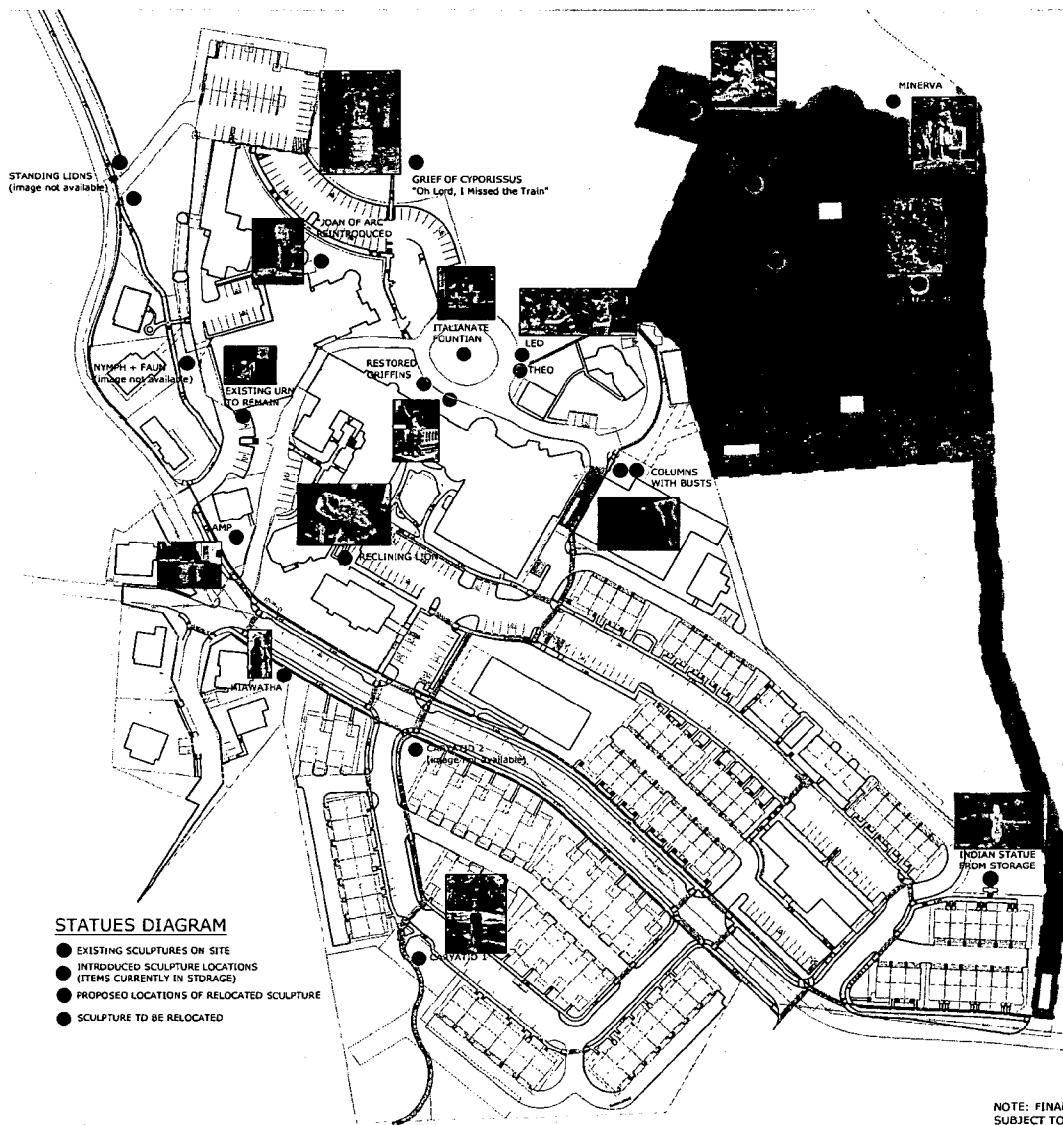 MINERVA
STANDING LIONS
(image not available)
GRIEF OF CYPORISSUS
"Oh Lord, I Missed the Train"
JOAN OF ARC
REINTRODUCED
ITALIANATE
FOUNTIAN
LEO
THEO
RESTORED
GRIFFINS
NYMPH + FAUN
(image not available)
EXISTING URN
TO REMAIN
COLUMNS
WITH BUSTS
RECLINING LION
HIAWATHA
CARYATID 2
(image not available)
INDIAN STATUE
FROM STORAGE
CARYATID 1
STATUES DIAGRAM
EXISTING SCULPTURES ON SITE
INTRODUCED SCULPTURE LOCATIONS
(ITEMS CURRENTLY IN STORAGE)
PROPOSED LOCATIONS OF RELOCATED SCULPTURE
SCULPTURE TO BE RELOCATED
NOTE: FINA
SUBJECT TO